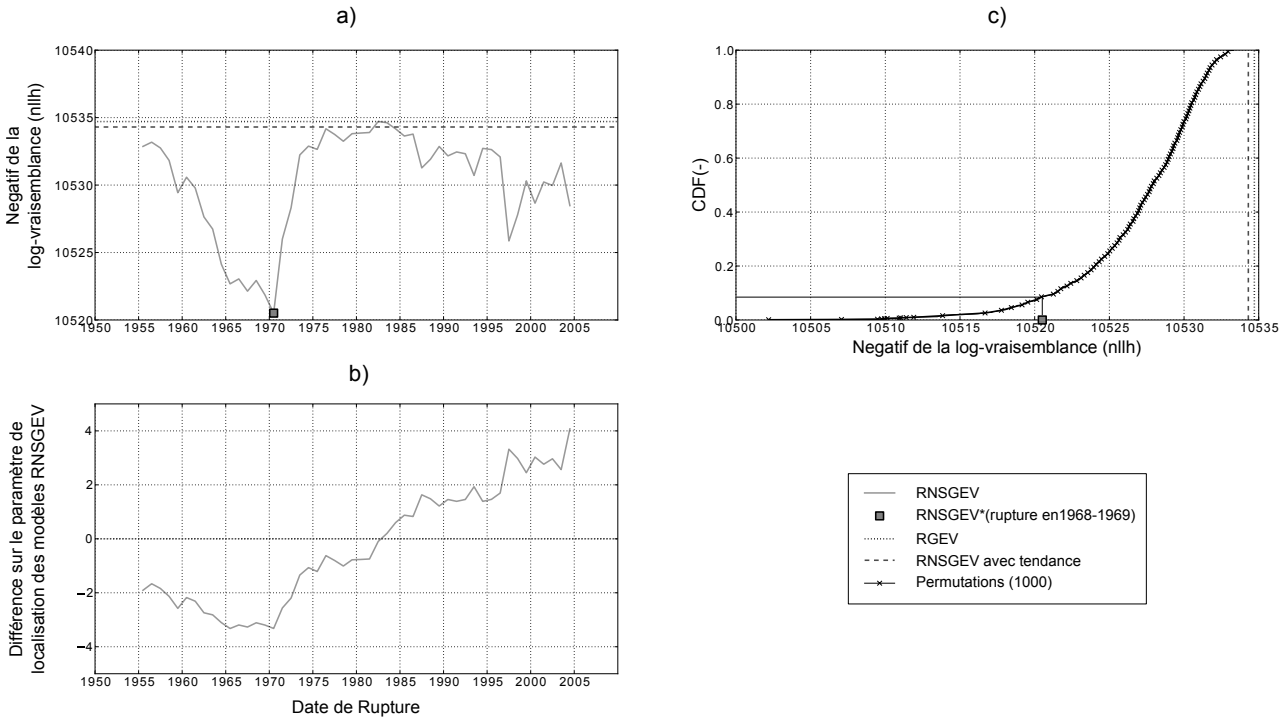 a)
Negatif de la
log-vraisemblance (nllh)
10540
10535
10530
10525
10520
1950 1955 1960 1965 1970 1975 1980 1985 1990 1995 2000 2005
b)
Différence sur le paramètre de
localisation des modèles RNSGEV
4
2
0
−2
−4
1950 1955 1960 1965 1970 1975 1980 1985 1990 1995 2000 2005
Date de Rupture
c)
CDF(-)
1.0
0.8
0.6
0.4
0.2
0.0
10500 10505 10510 10515 10520 10525 10530 10535
Negatif de la log-vraisemblance (nllh)
RNSGEV
RNSGEV*(rupture en1968-1969)
RGEV
RNSGEV avec tendance
Permutations (1000)